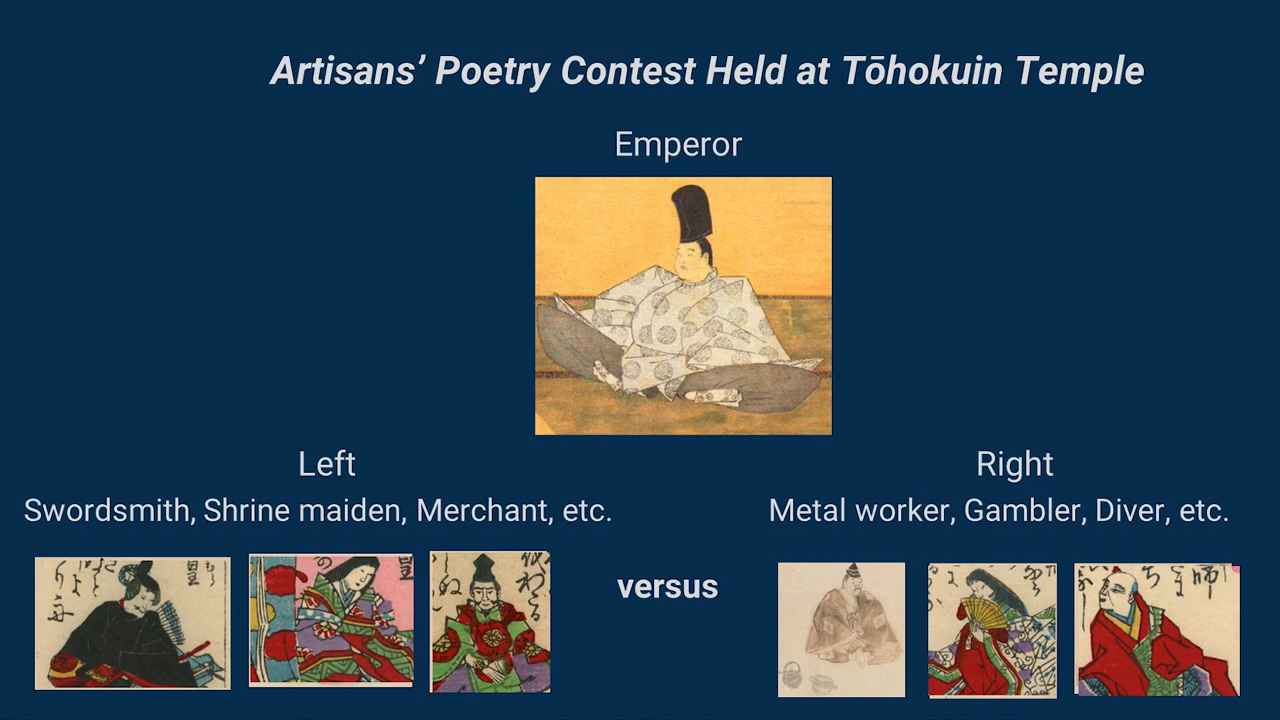 Artisans’ Poetry Contest Held at Tōhokuin Temple
Emperor
Left
Swordsmith, Shrine maiden, Merchant, etc.
versus
Right
Metal worker, Gambler, Diver, etc.